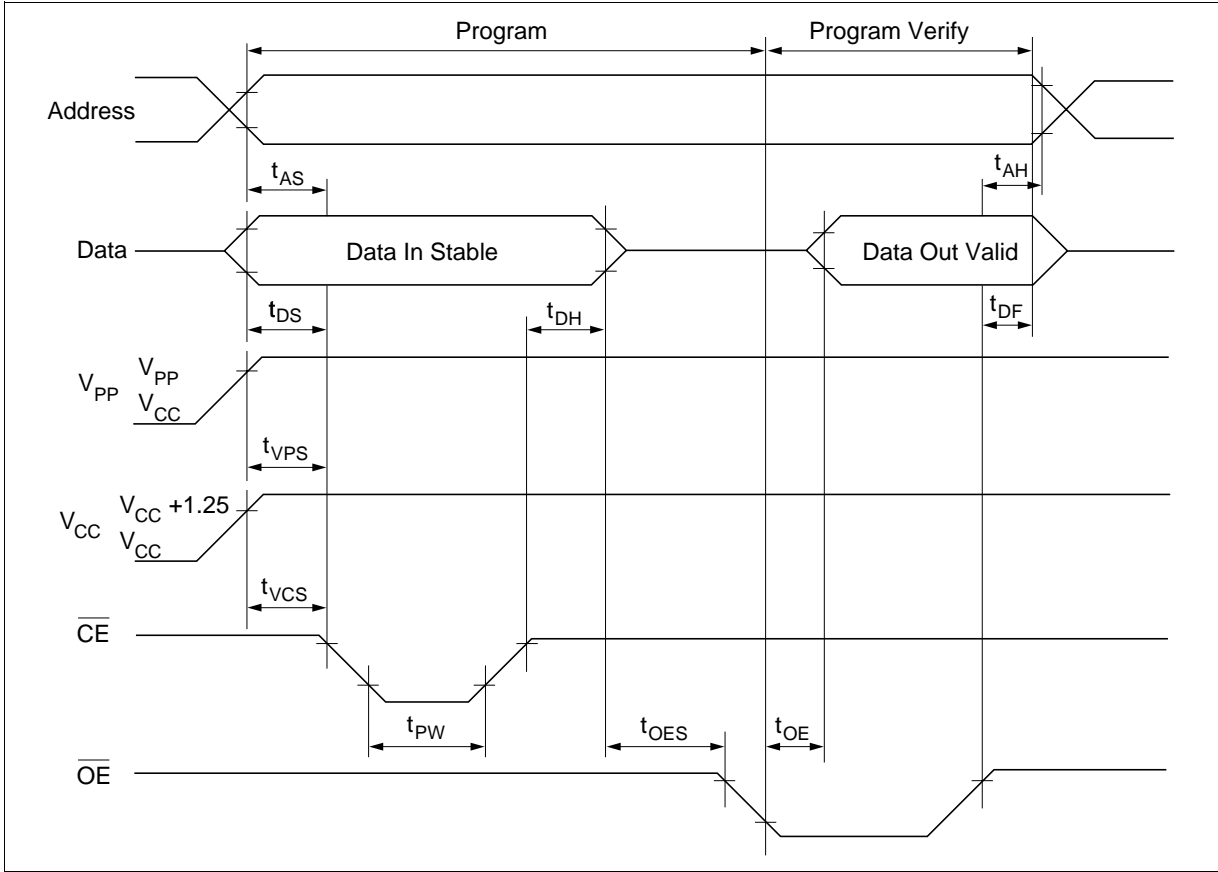 Program Program Verify
Address
tAS tAH
Data Data In Stable Data Out Valid
tDS tDH tDF
VPP VPP
VCC
tVPS
VCC VCC +1.25
VCC
tVCS
CE
tPW tOES tOE
OE